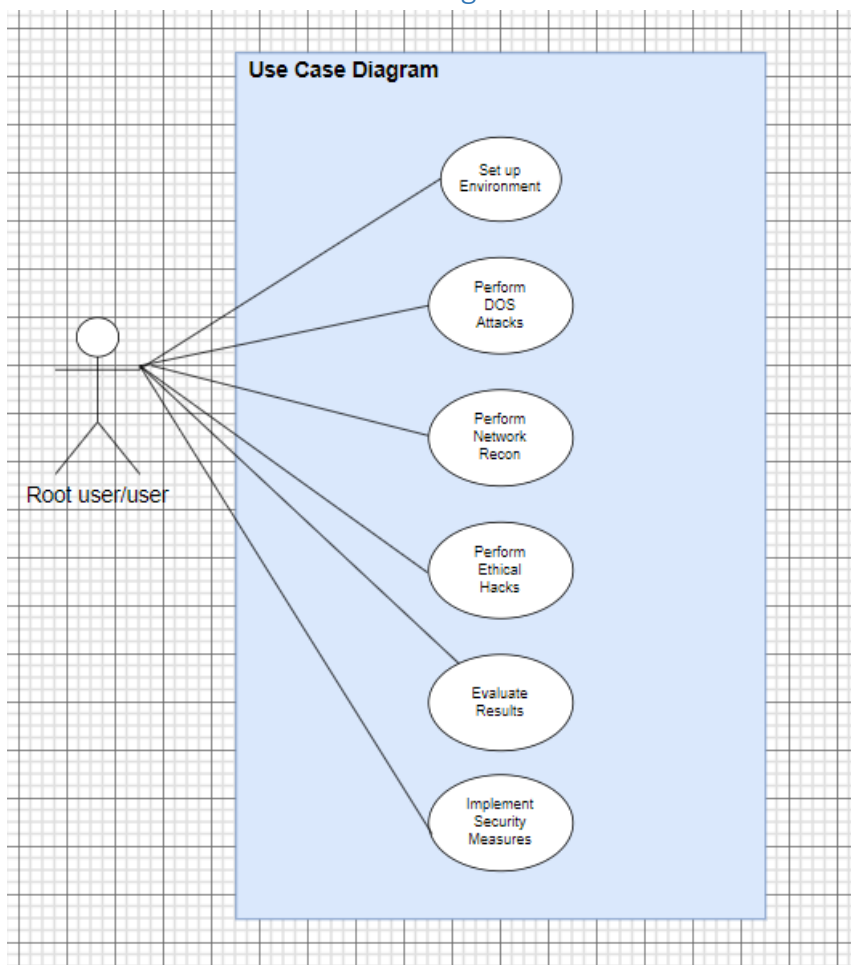 Use Case Diagram
Set up
Environment
Perform
DOS
Attacks
Perform
Network
Recon
Root user/user
Perform
Ethical
Hacks
Evaluate
Results
Implement
Security
Measures